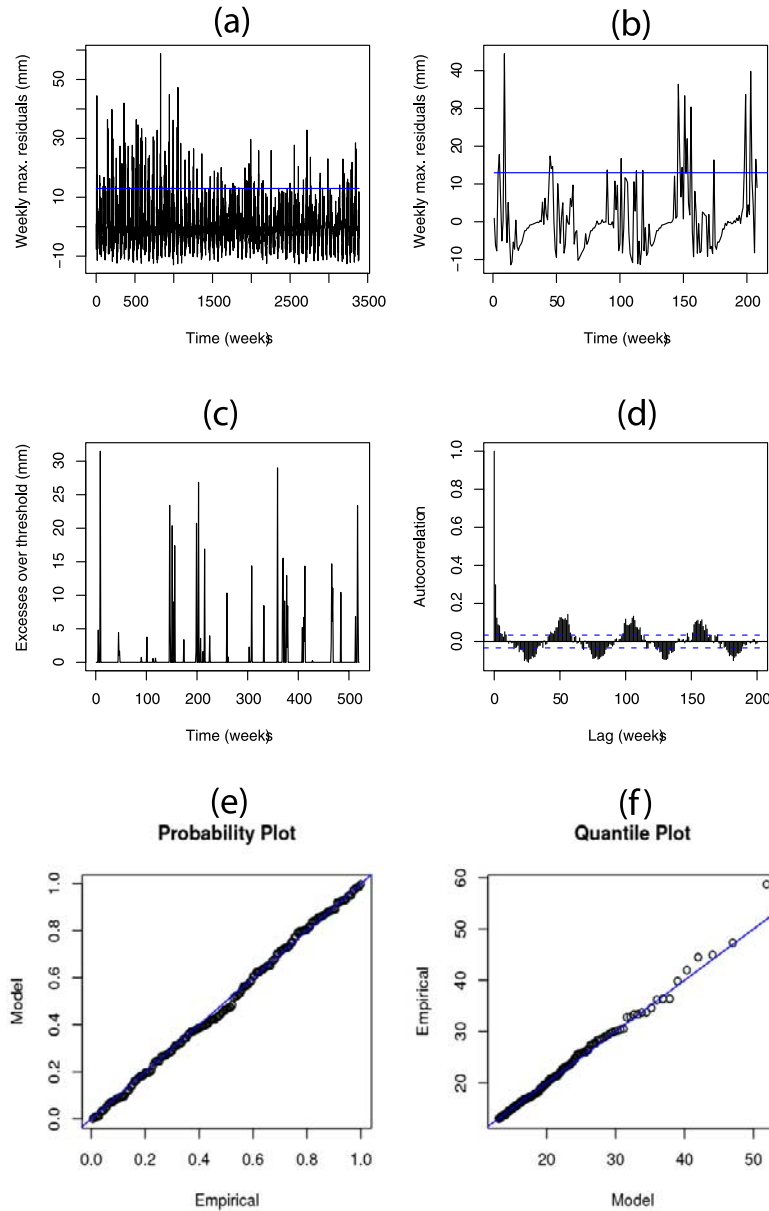 (a)
Weekly max. residuals (mm)
50
30
10
−10
0 500 1500 2500 3500
Time (weeks
(b)
Weekly max. residuals (mm)
40
30
20
10
0
−10
0 50 100 150 200
Time (weeks
(c)
Excesses over threshold (mm)
30
25
20
15
10
5
0
0 100 200 300 400 500
Time (weeks
(d)
Autocorrelation
1.0
0.8
0.6
0.4
0.2
0.0
0 50 100 150 200
Lag (weeks
(e)
Probability Plot
Model
1.0
0.8
0.6
0.4
0.2
0.0
0.0 0.2 0.4 0.6 0.8 1.0
Empirical
(f)
Quantile Plot
Empirical
60
50
40
30
20
20 30 40 50
Model